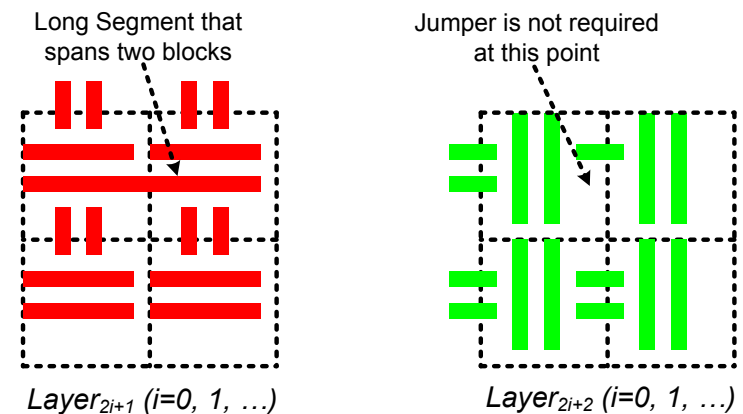 Long Segment that
spans two blocks
Jumper is not required
at this point
Layer2i+1 (i=0, 1, …)
Layer2i+2 (i=0, 1, …)